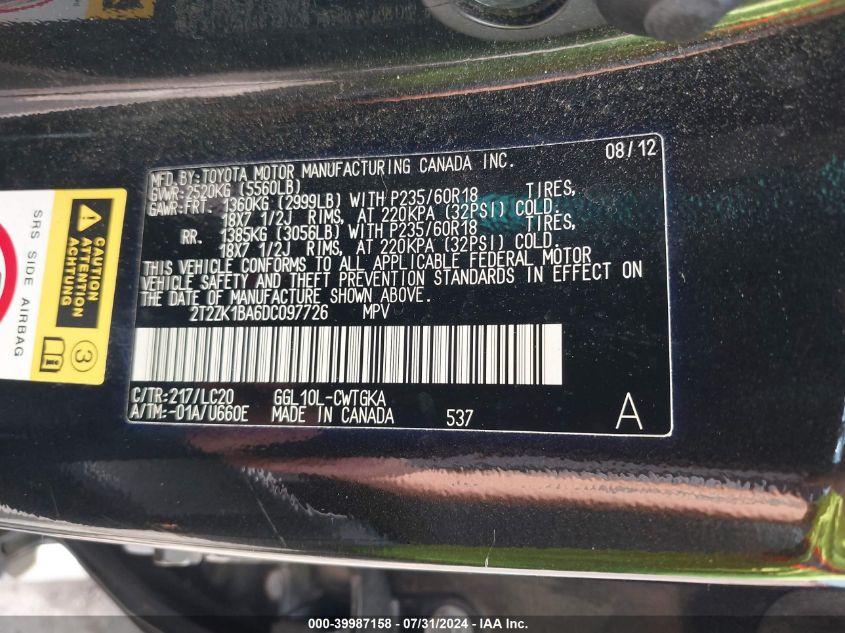 MFD.BY:TOYOTA MOTOR MANUFACTURING CANADA INC. 08/12
GVWR:2520KG (5560LB)
GAWR:FRT. 1360KG (2999LB) WITH P235/60R18 TIRES,
18X7 1/2J RIMS, AT 220KPA (32PSI) COLD.
RR. 1385KG (3056LB) WITH P235/60R18 TIRES,
18X7 1/2J RIMS, AT 220KPA (32PSI) COLD.
THIS VEHICLE CONFORMS TO ALL APPLICABLE FEDERAL MOTOR
VEHICLE SAFETY AND THEFT PREVENTION STANDARDS IN EFFECT ON
THE DATE OF MANUFACTURE SHOWN ABOVE.
2T2ZK1BA6DC097726 MPV
C/TR:217/LC20 GGL10L-CWTGKA
A/TM:-01A/U660E MADE IN CANADA 537 A
SRS SIDE AIRBAG
CAUTION
ATTENTION
ACHTUNG
3
000-39987158 - 07/31/2024 - IAA Inc.